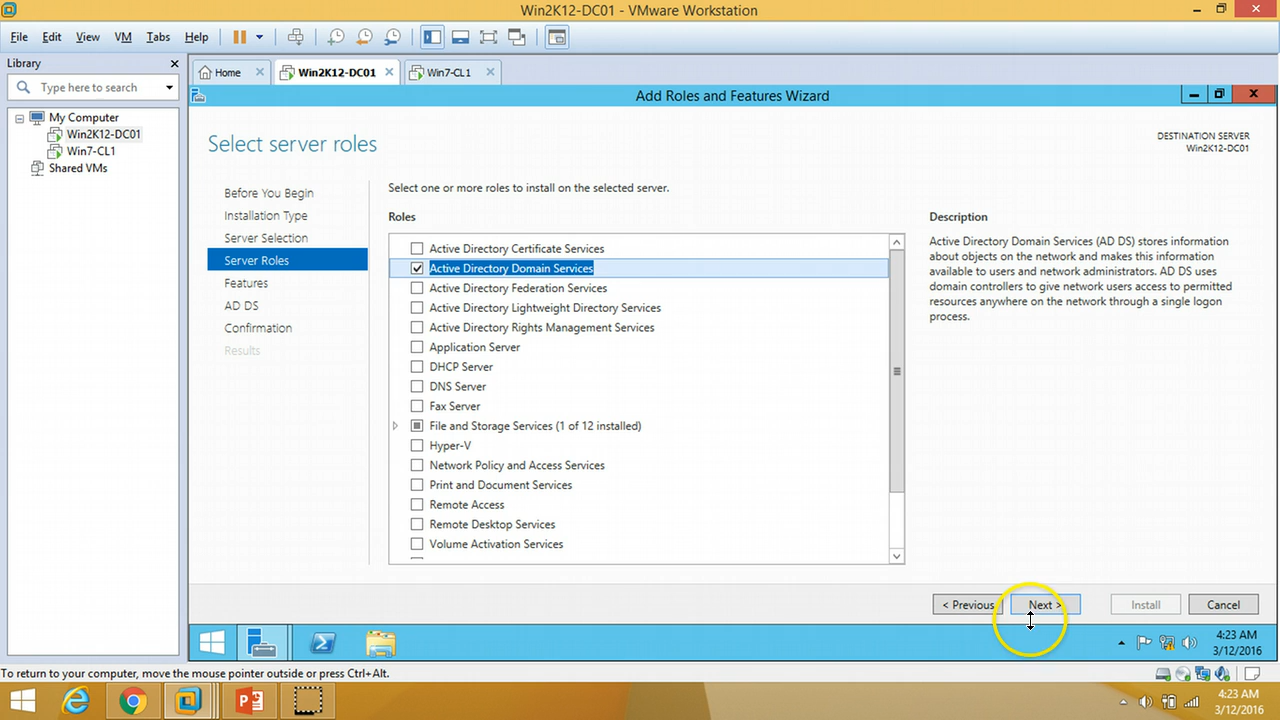 Win2K12-DC01 - VMware Workstation
File Edit View VM Tabs Help
Library
Type here to search
My Computer
Win2K12-DC01
Win7-CL1
Shared VMs
Home Win2K12-DC01 Win7-CL1
Add Roles and Features Wizard
Select server roles
DESTINATION SERVER
Win2K12-DC01
Before You Begin
Installation Type
Server Selection
Server Roles
Features
AD DS
Confirmation
Results
Select one or more roles to install on the selected server.
Roles
Active Directory Certificate Services
Active Directory Domain Services
Active Directory Federation Services
Active Directory Lightweight Directory Services
Active Directory Rights Management Services
Application Server
DHCP Server
DNS Server
Fax Server
File and Storage Services (1 of 12 installed)
Hyper-V
Network Policy and Access Services
Print and Document Services
Remote Access
Remote Desktop Services
Volume Activation Services
Description
Active Directory Domain Services (AD DS) stores information
about objects on the network and makes this information
available to users and network administrators. AD DS uses
domain controllers to give network users access to permitted
resources anywhere on the network through a single logon
process.
< Previous Next > Install Cancel
4:23 AM
3/12/2016
To return to your computer, move the mouse pointer outside or press Ctrl+Alt.
4:23 AM
3/12/2016